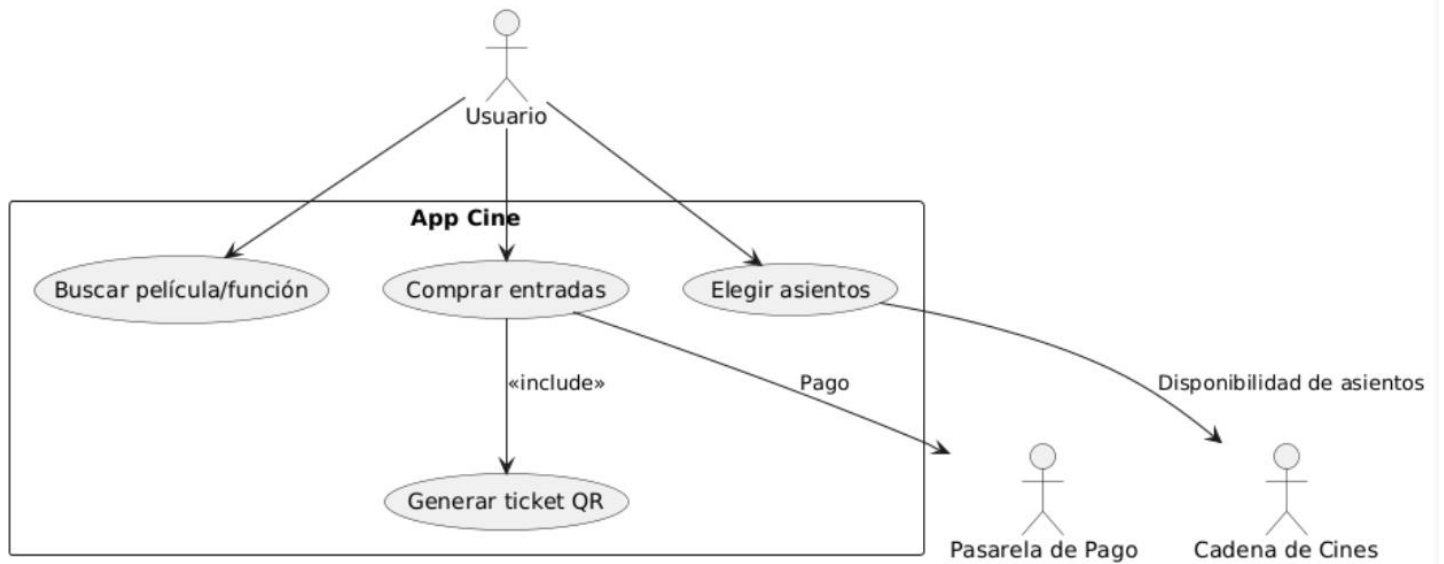 Usuario
App Cine
Buscar película/función
Comprar entradas
Elegir asientos
«include»
Pago
Disponibilidad de asientos
Generar ticket QR
Pasarela de Pago
Cadena de Cines